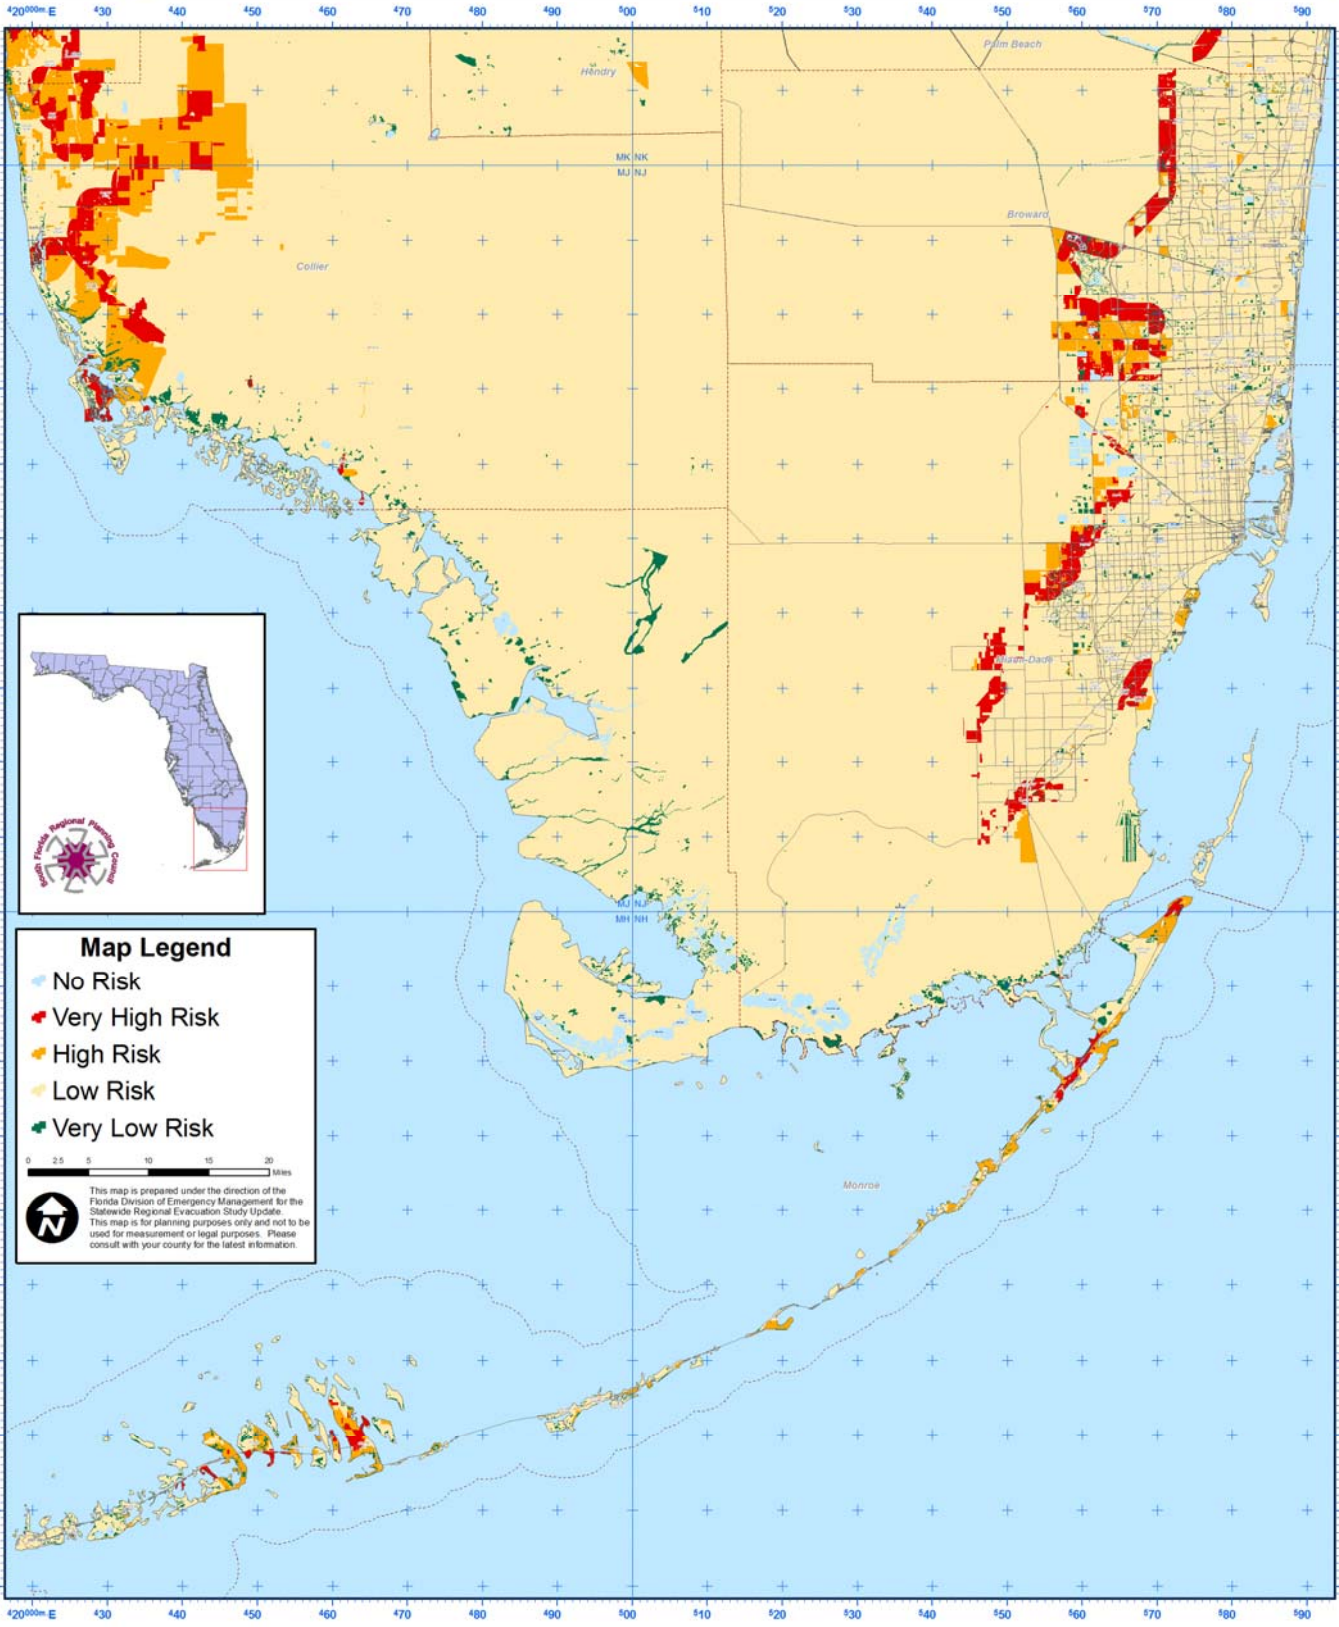 420000m E 430 440 450 460 470 480 490 500 510 520 530 540 550 560 570 580 590
Palm Beach
Hendry
MK NK
MJ NJ
Broward
Collier
Miami-Dade
South Florida Regional Planning Council
MJ NJ
MH NH
Map Legend
No Risk
Very High Risk
High Risk
Low Risk
Very Low Risk
0 2.5 5 10 15 20
Miles
N
This map is prepared under the direction of the
Florida Division of Emergency Management for the
Statewide Regional Evacuation Study Update.
This map is for planning purposes only and not to be
used for measurement or legal purposes. Please
consult with your county for the latest information.
Monroe
420000m E 430 440 450 460 470 480 490 500 510 520 530 540 550 560 570 580 590